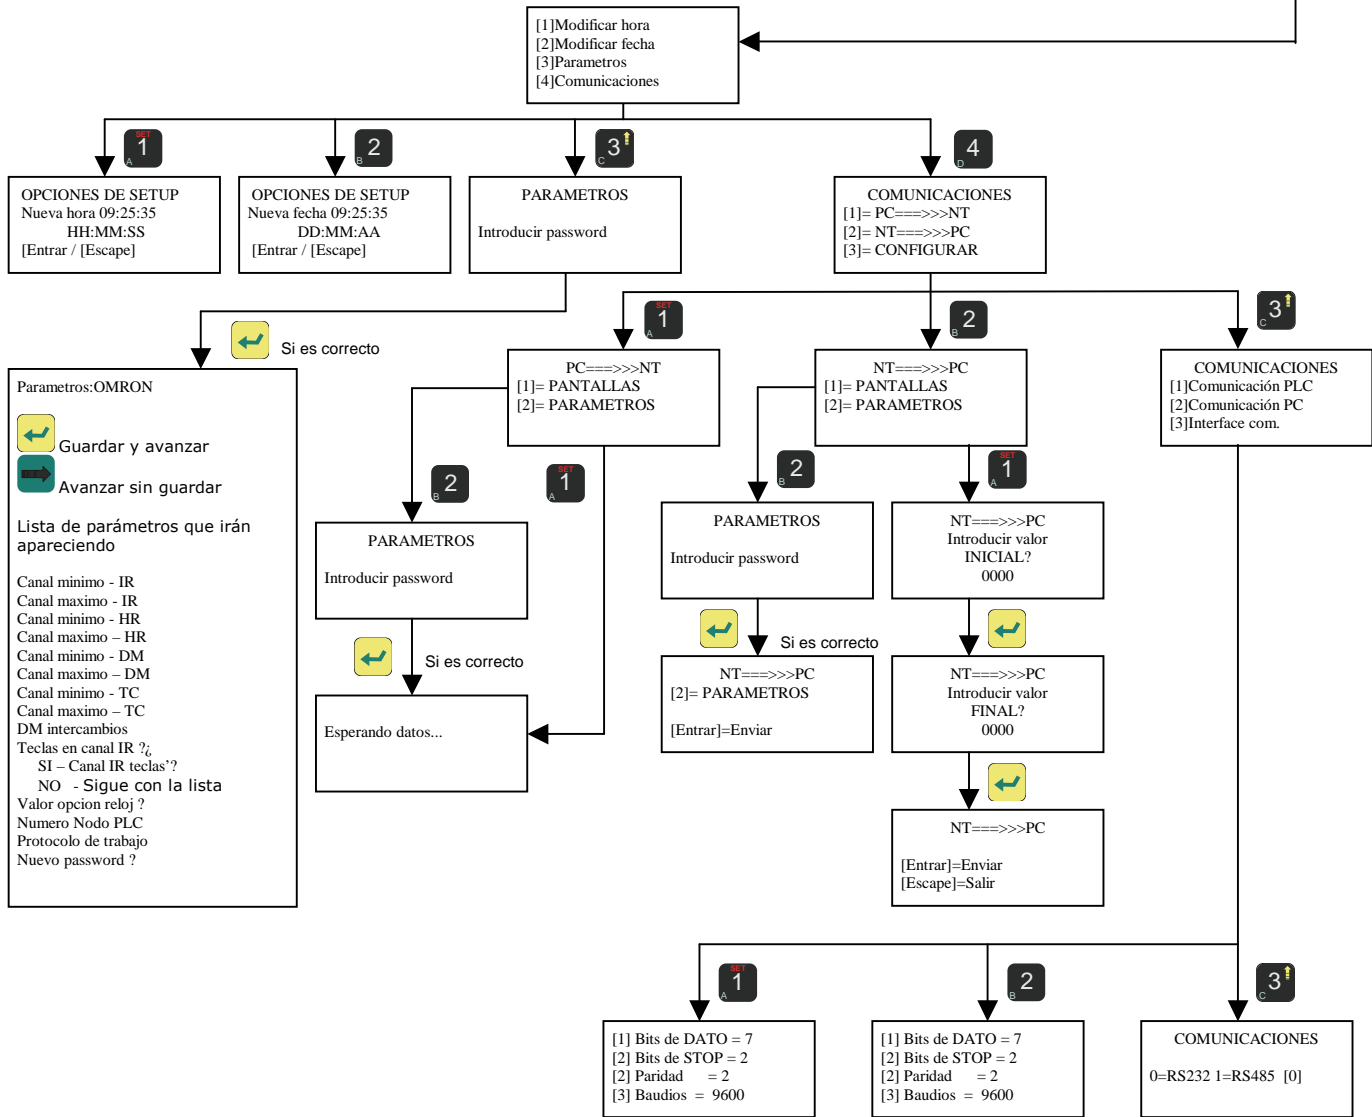 [1]Modificar hora
[2]Modificar fecha
[3]Parametros
[4]Comunicaciones
SET
1
A
2
B
3
C
4
D
OPCIONES DE SETUP
Nueva hora 09:25:35
HH:MM:SS
[Entrar / [Escape]
OPCIONES DE SETUP
Nueva fecha 09:25:35
DD:MM:AA
[Entrar / [Escape]
PARAMETROS
Introducir password
COMUNICACIONES
[1]= PC===>>>NT
[2]= NT===>>>PC
[3]= CONFIGURAR
Si es correcto
SET
1
A
2
B
3
C
Parametros:OMRON
Guardar y avanzar
Avanzar sin guardar
Lista de parámetros que irán
apareciendo
Canal minimo - IR
Canal maximo - IR
Canal minimo - HR
Canal maximo – HR
Canal minimo - DM
Canal maximo – DM
Canal minimo - TC
Canal maximo – TC
DM intercambios
Teclas en canal IR ?¿
SI – Canal IR teclas'?
NO - Sigue con la lista
Valor opcion reloj ?
Numero Nodo PLC
Protocolo de trabajo
Nuevo password ?
PC===>>>NT
[1]= PANTALLAS
[2]= PARAMETROS
NT===>>>PC
[1]= PANTALLAS
[2]= PARAMETROS
COMUNICACIONES
[1]Comunicación PLC
[2]Comunicación PC
[3]Interface com.
2
B
SET
1
A
2
B
SET
1
A
PARAMETROS
Introducir password
Si es correcto
Esperando datos...
PARAMETROS
Introducir password
Si es correcto
NT===>>>PC
[2]= PARAMETROS
[Entrar]=Enviar
NT===>>>PC
Introducir valor
INICIAL?
0000
NT===>>>PC
Introducir valor
FINAL?
0000
NT===>>>PC
[Entrar]=Enviar
[Escape]=Salir
SET
1
A
2
B
3
C
[1] Bits de DATO = 7
[2] Bits de STOP = 2
[2] Paridad = 2
[3] Baudios = 9600
[1] Bits de DATO = 7
[2] Bits de STOP = 2
[2] Paridad = 2
[3] Baudios = 9600
COMUNICACIONES
0=RS232 1=RS485 [0]